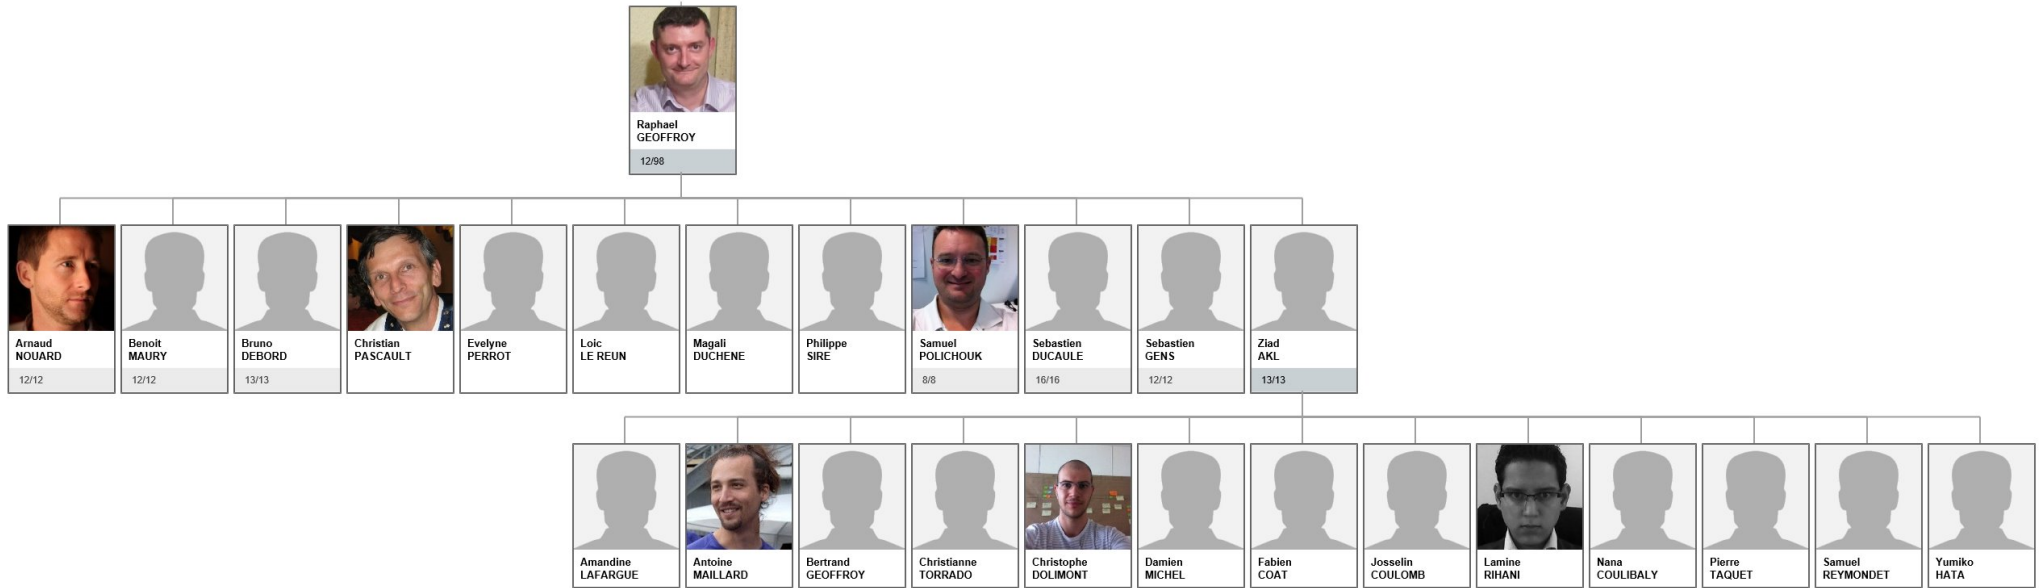 Raphael
GEOFFROY
12/98
Arnaud
NOUARD
12/12
Benoit
MAURY
12/12
Bruno
DEBORD
13/13
Christian
PASCAULT
Evelyne
PERROT
Loic
LE REUN
Magali
DUCHENE
Philippe
SIRE
Samuel
POLICHOUK
8/8
Sebastien
DUCAULE
16/16
Sebastien
GENS
12/12
Ziad
AKL
13/13
Amandine
LAFARGUE
Antoine
MAILLARD
Bertrand
GEOFFROY
Christianne
TORRADO
Christophe
DOLIMONT
Damien
MICHEL
Fabien
COAT
Josselin
COULOMB
Lamine
RIHANI
Nana
COULIBALY
Pierre
TAQUET
Samuel
REYMONDET
Yumiko
HATA